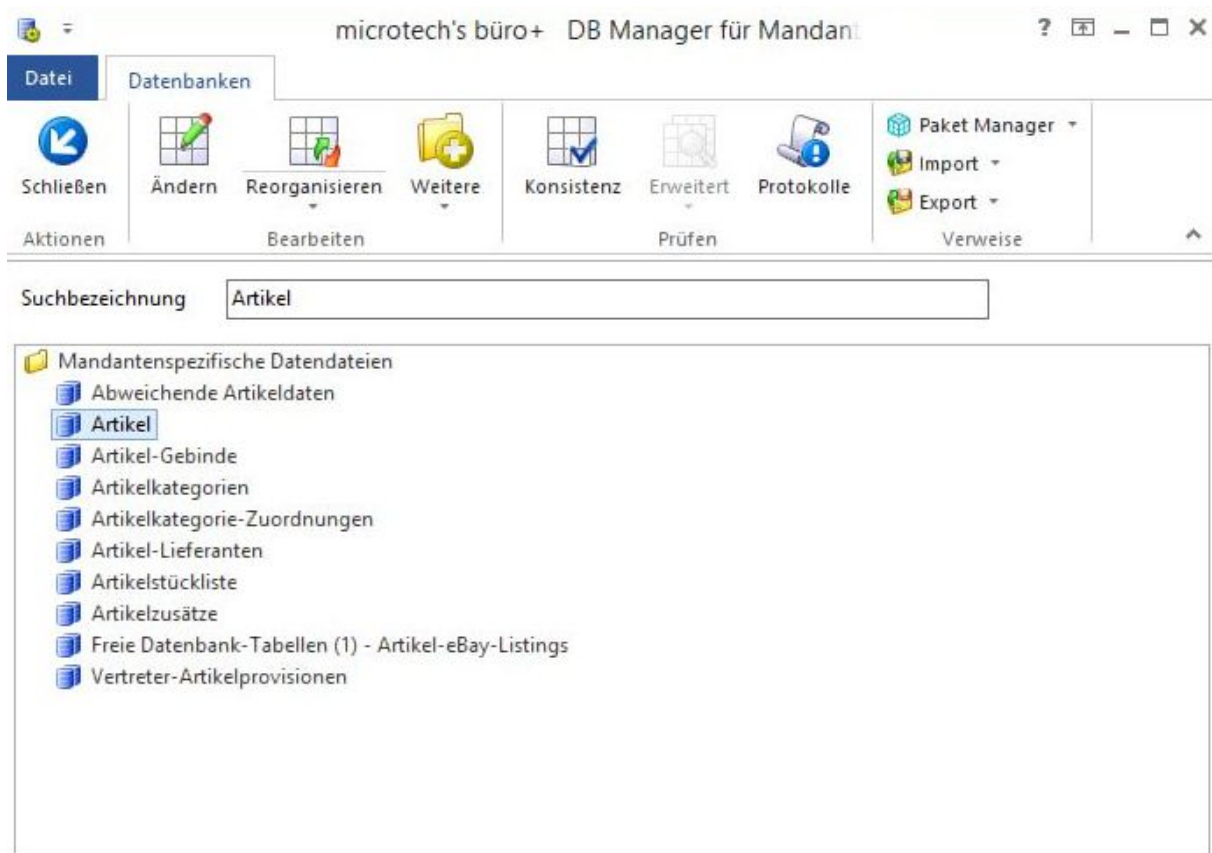 microtech's büro+ DB Manager für Mandant
?
Datei Datenbanken
Schließen Ändern Reorganisieren Weitere Konsistenz Erweitert Protokolle
Paket Manager
Import
Export
Aktionen Bearbeiten Prüfen Verweise
Suchbezeichnung Artikel
Mandantenspezifische Datendateien
Abweichende Artikeldaten
Artikel
Artikel-Gebinde
Artikelkategorien
Artikelkategorie-Zuordnungen
Artikel-Lieferanten
Artikelstückliste
Artikelzusätze
Freie Datenbank-Tabellen (1) - Artikel-eBay-Listings
Vertreter-Artikelprovisionen